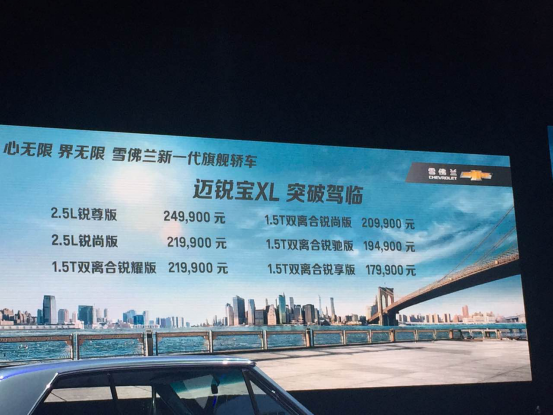 心无限 界无限 雪佛兰新一代旗舰轿车
雪佛兰
CHEVROLET
迈锐宝XL 突破驾临
2.5L锐尊版 249,900 元
1.5T双离合锐尚版 209,900 元
2.5L锐尚版 219,900 元
1.5T双离合锐驰版 194,900 元
1.5T双离合锐耀版 219,900 元
1.5T双离合锐享版 179,900 元